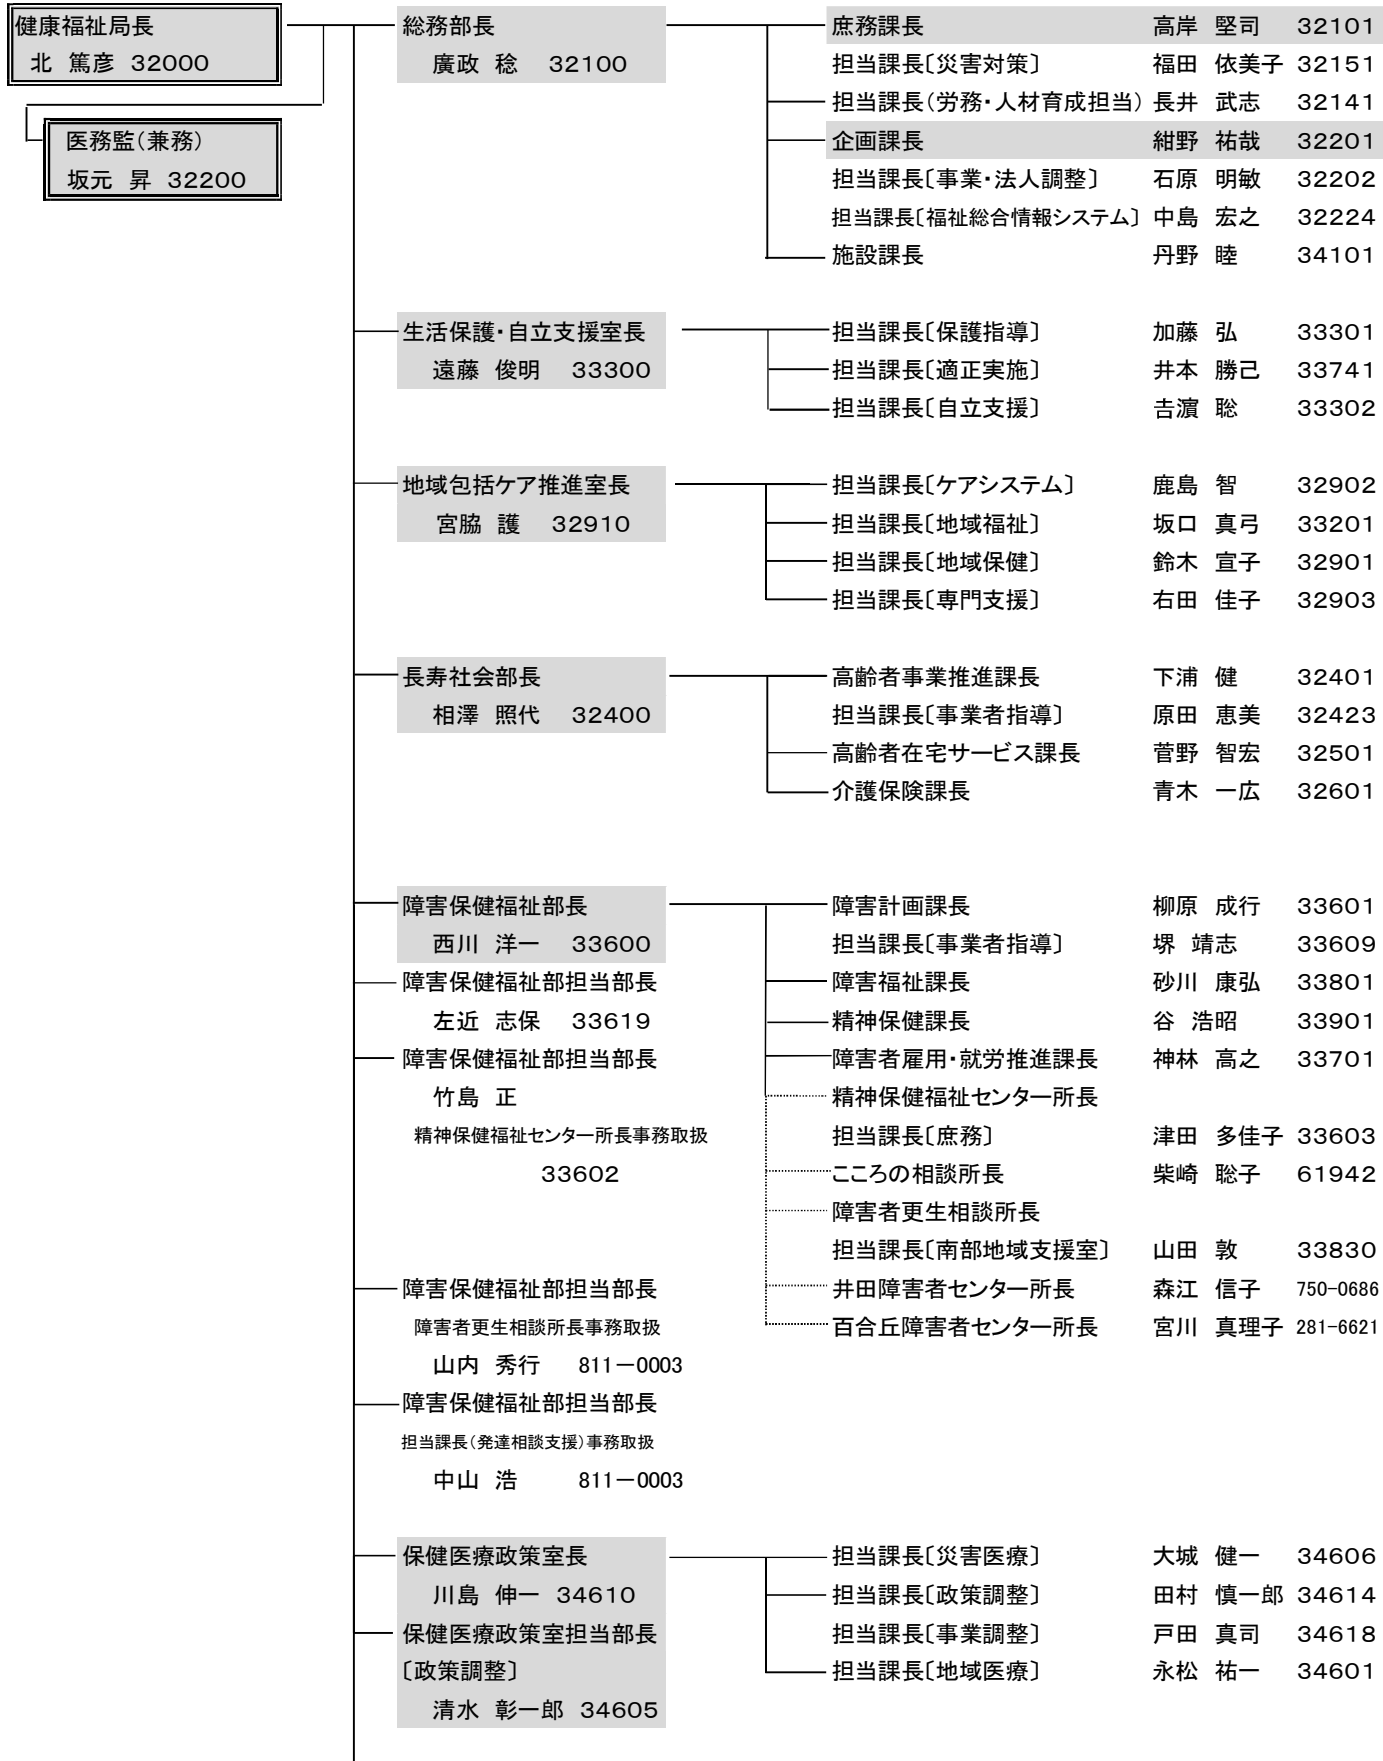 健康福祉局長
北 篤彦 32000
医務監（兼務）
坂元 昇 32200
総務部長
廣政 稔 32100
庶務課長 高岸 堅司 32101
担当課長〔災害対策〕 福田 依美子 32151
担当課長（労務・人材育成担当） 長井 武志 32141
企画課長 紺野 祐哉 32201
担当課長〔事業・法人調整〕 石原 明敏 32202
担当課長〔福祉総合情報システム〕 中島 宏之 32224
施設課長 丹野 睦 34101
生活保護・自立支援室長
遠藤 俊明 33300
担当課長〔保護指導〕 加藤 弘 33301
担当課長〔適正実施〕 井本 勝己 33741
担当課長〔自立支援〕 𠮷濵 聡 33302
地域包括ケア推進室長
宮脇 護 32910
担当課長〔ケアシステム〕 鹿島 智 32902
担当課長〔地域福祉〕 坂口 真弓 33201
担当課長〔地域保健〕 鈴木 宣子 32901
担当課長〔専門支援〕 右田 佳子 32903
長寿社会部長
相澤 照代 32400
高齢者事業推進課長 下浦 健 32401
担当課長〔事業者指導〕 原田 恵美 32423
高齢者在宅サービス課長 菅野 智宏 32501
介護保険課長 青木 一広 32601
障害保健福祉部長
西川 洋一 33600
障害保健福祉部担当部長
左近 志保 33619
障害保健福祉部担当部長
竹島 正
精神保健福祉センター所長事務取扱
33602
障害保健福祉部担当部長
障害者更生相談所長事務取扱
山内 秀行 811－0003
障害保健福祉部担当部長
担当課長（発達相談支援）事務取扱
中山 浩 811－0003
障害計画課長 柳原 成行 33601
担当課長〔事業者指導〕 堺 靖志 33609
障害福祉課長 砂川 康弘 33801
精神保健課長 谷 浩昭 33901
障害者雇用・就労推進課長 神林 高之 33701
精神保健福祉センター所長
担当課長〔庶務〕 津田 多佳子 33603
こころの相談所長 柴崎 聡子 61942
障害者更生相談所長
担当課長〔南部地域支援室〕 山田 敦 33830
井田障害者センター所長 森江 信子 750-0686
百合丘障害者センター所長 宮川 真理子 281-6621
保健医療政策室長
川島 伸一 34610
保健医療政策室担当部長
〔政策調整〕
清水 彰一郎 34605
担当課長〔災害医療〕 大城 健一 34606
担当課長〔政策調整〕 田村 慎一郎 34614
担当課長〔事業調整〕 戸田 真司 34618
担当課長〔地域医療〕 永松 祐一 34601